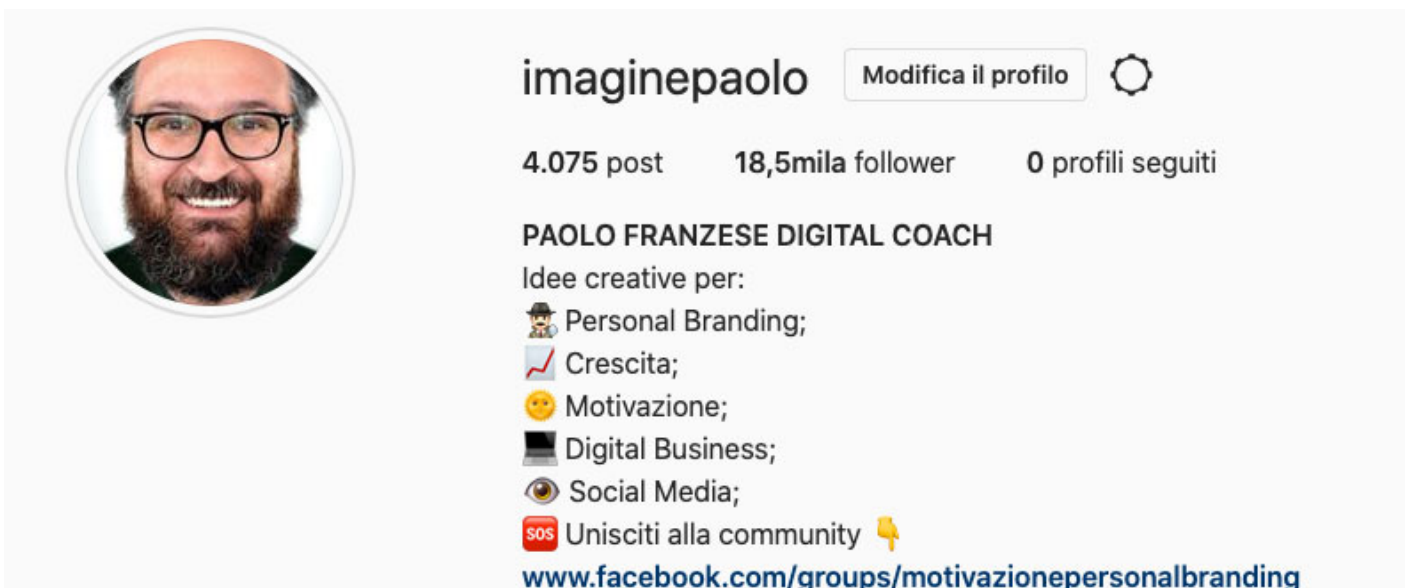 imaginepaolo Modifica il profilo
4.075 post 18,5mila follower 0 profili seguiti
PAOLO FRANZESE DIGITAL COACH
Idee creative per:
🕵🏻‍♂️ Personal Branding;
📈 Crescita;
🌞 Motivazione;
💻 Digital Business;
👁 Social Media;
🆘 Unisciti alla community 👇
www.facebook.com/groups/motivazionepersonalbranding